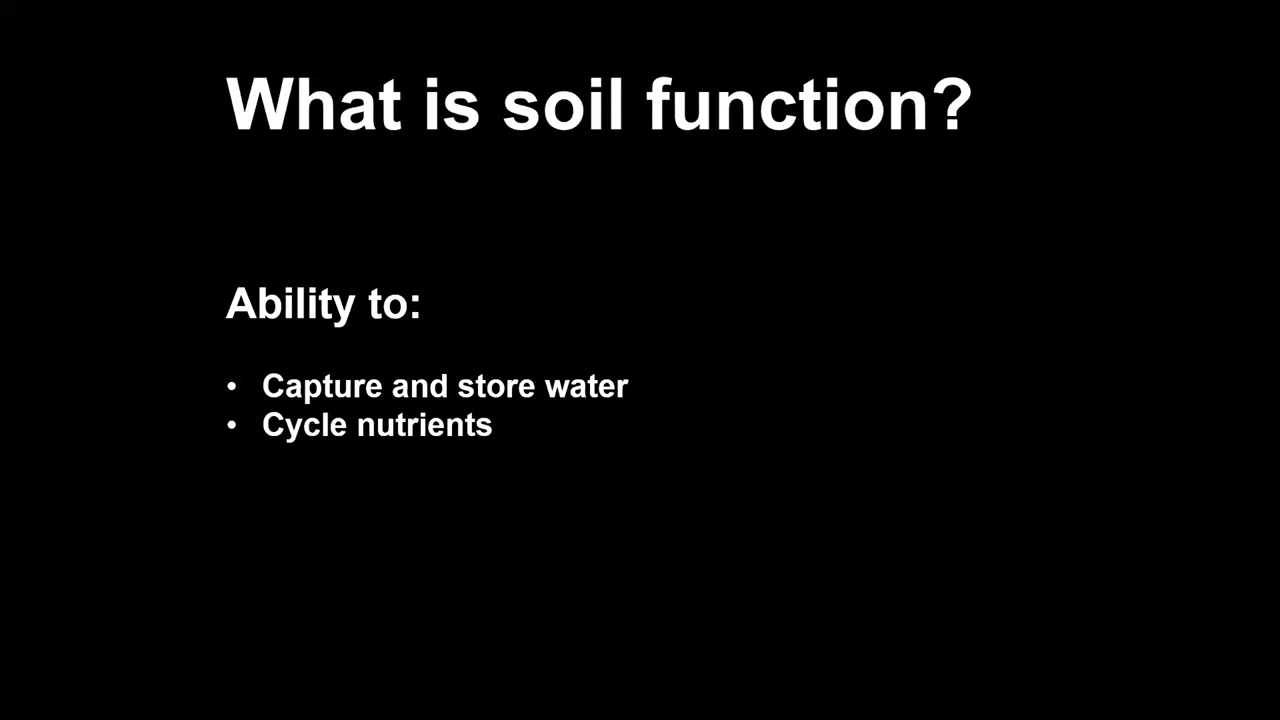 What is soil function?
Ability to:
• Capture and store water
• Cycle nutrients